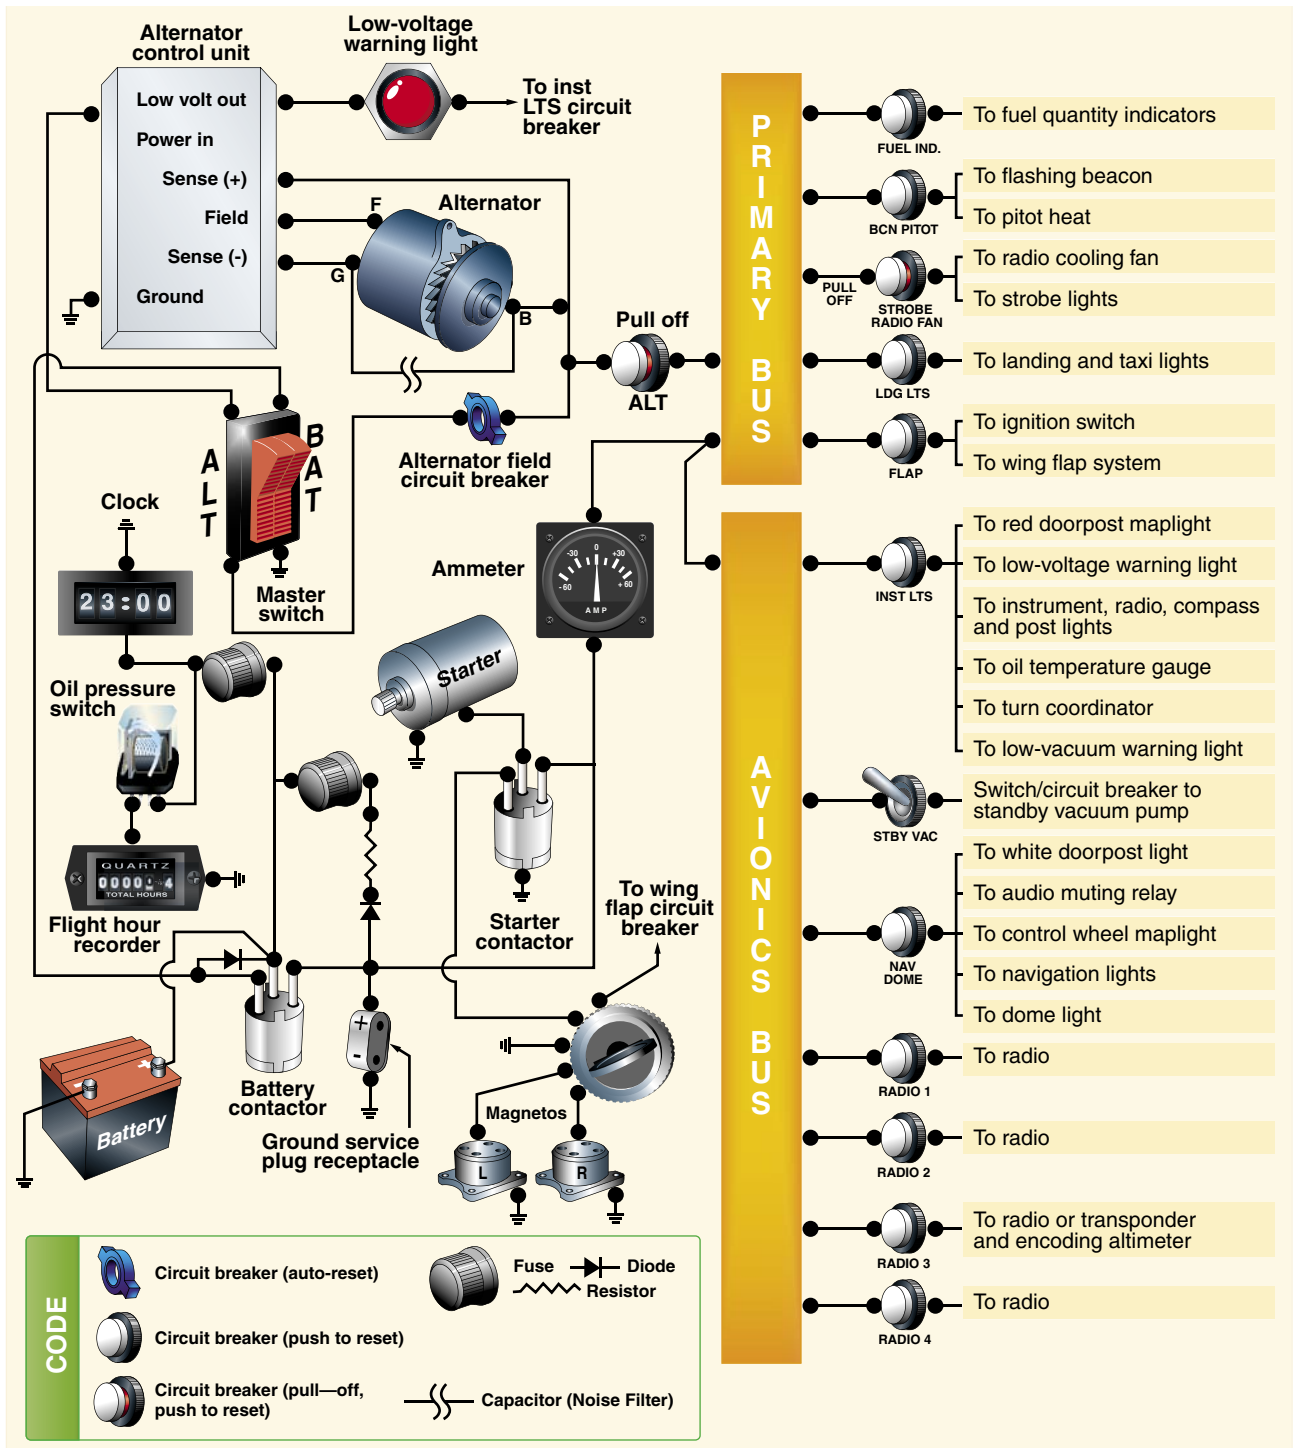 Alternator
control unit
Low-voltage
warning light
Low volt out
Power in
Sense (+)
Field
Sense (-)
Ground
To inst
LTS circuit
breaker
F
Alternator
G
B
Pull off
ALT
Alternator field
circuit breaker
ALT
BAT
Master
switch
Clock
23:00
Oil pressure
switch
QUARTZ
TOTAL HOURS
Flight hour
recorder
Ammeter
-60
-30
0
+30
+60
AMP
Starter
Starter
contactor
To wing
flap circuit
breaker
Battery
+
-
Battery
contactor
+
-
Ground service
plug receptacle
Magnetos
L
R
PRIMARY BUS
FUEL IND.
To fuel quantity indicators
BCN PITOT
To flashing beacon
To pitot heat
PULL
OFF
STROBE
RADIO FAN
To radio cooling fan
To strobe lights
LDG LTS
To landing and taxi lights
FLAP
To ignition switch
To wing flap system
AVIONICS BUS
INST LTS
To red doorpost maplight
To low-voltage warning light
To instrument, radio, compass
and post lights
To oil temperature gauge
To turn coordinator
To low-vacuum warning light
STBY VAC
Switch/circuit breaker to
standby vacuum pump
NAV
DOME
To white doorpost light
To audio muting relay
To control wheel maplight
To navigation lights
To dome light
RADIO 1
To radio
RADIO 2
To radio
RADIO 3
To radio or transponder
and encoding altimeter
RADIO 4
To radio
CODE
Circuit breaker (auto-reset)
Circuit breaker (push to reset)
Circuit breaker (pull—off,
push to reset)
Fuse
Diode
Resistor
Capacitor (Noise Filter)